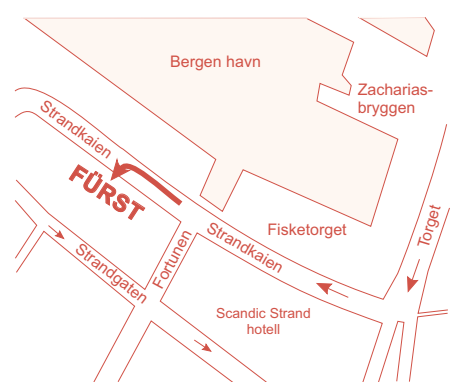 Bergen havn
Zacharias-
bryggen
Strandkaien
FÜRST
Torget
Fisketorget
Strandkaien
Fortunen
Strandgaten
Scandic Strand
hotell